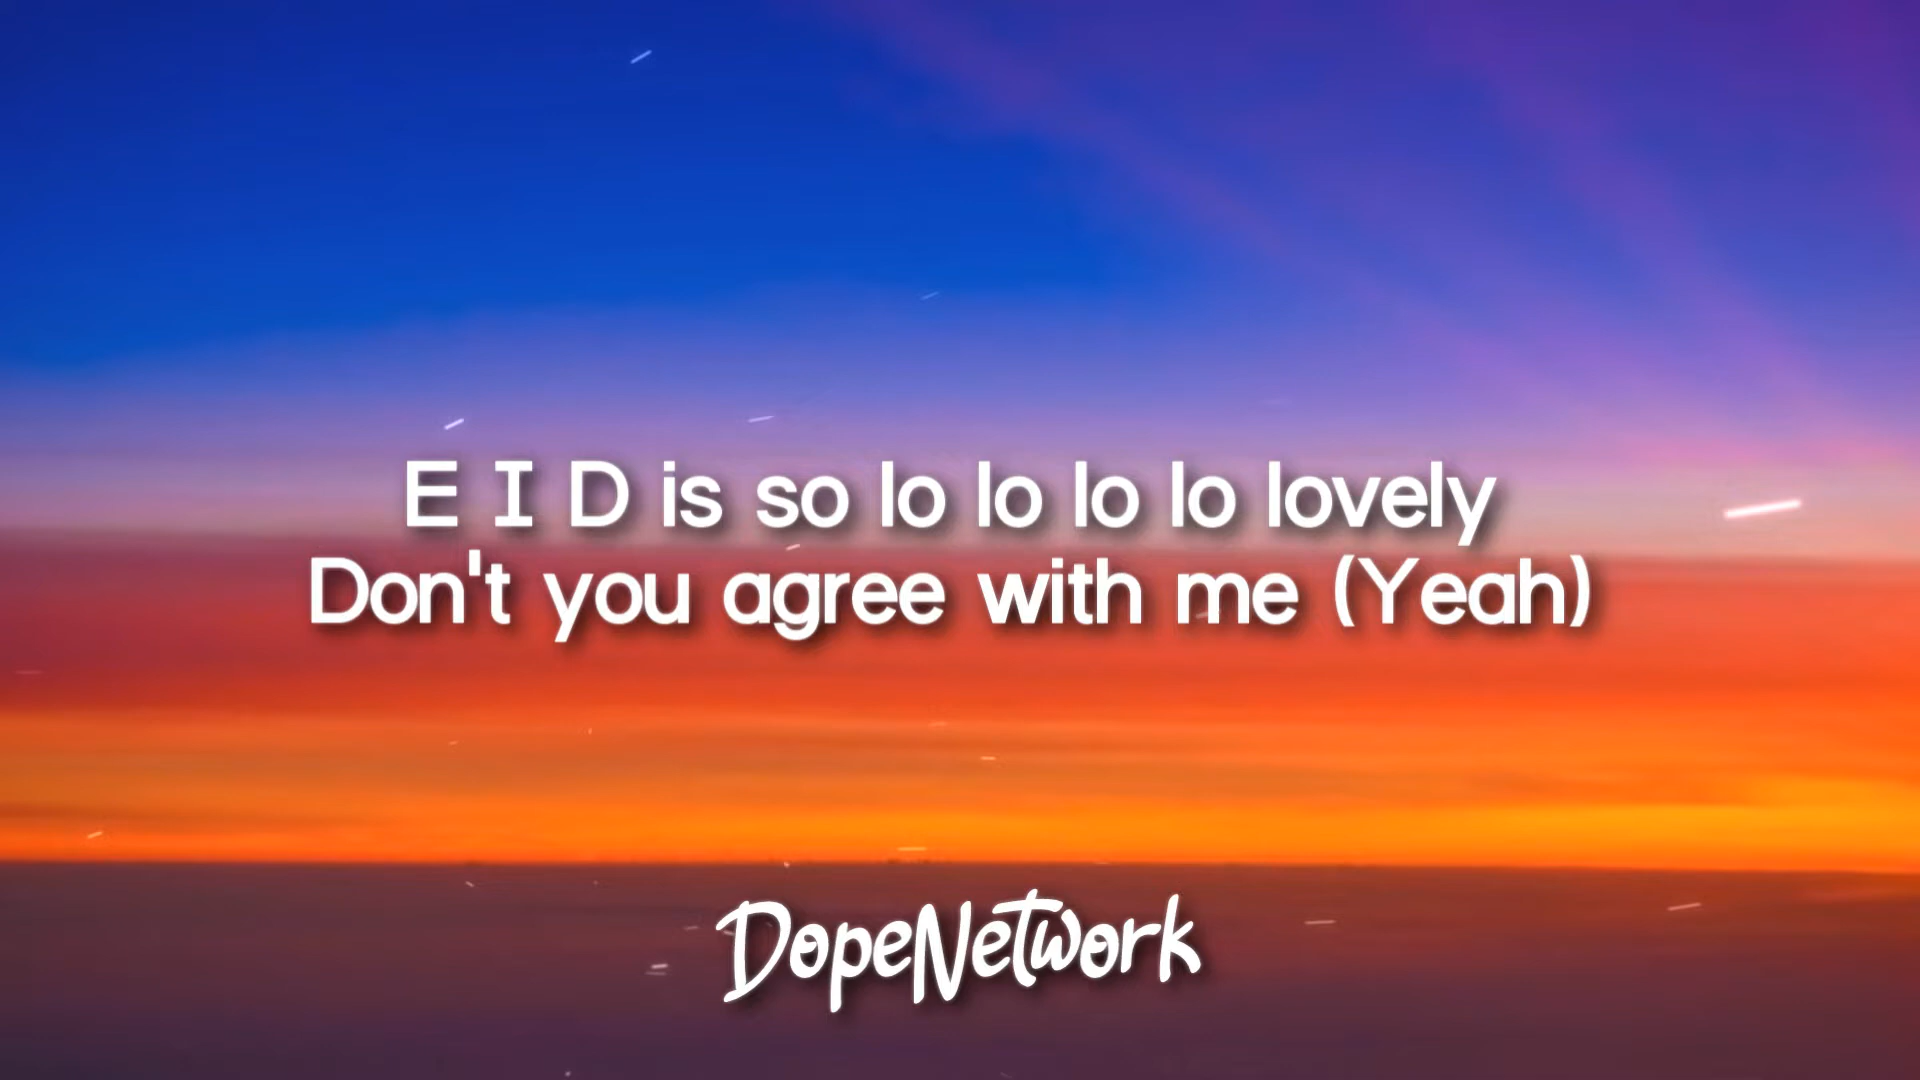 E I D is so lo lo lo lo lovely
Don't you agree with me (Yeah)
DopeNetwork